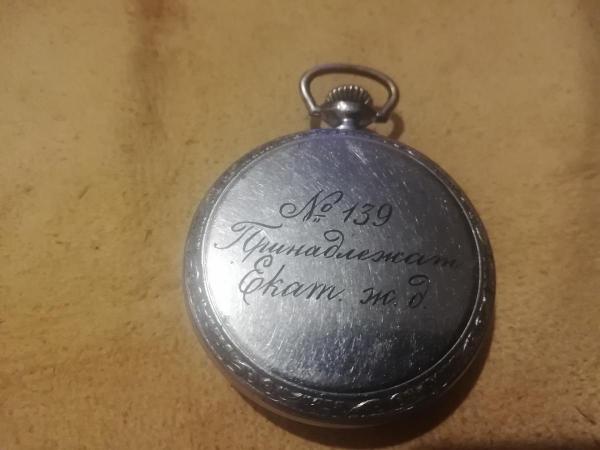 № 139
Принадлежат
Екат. ж. д.